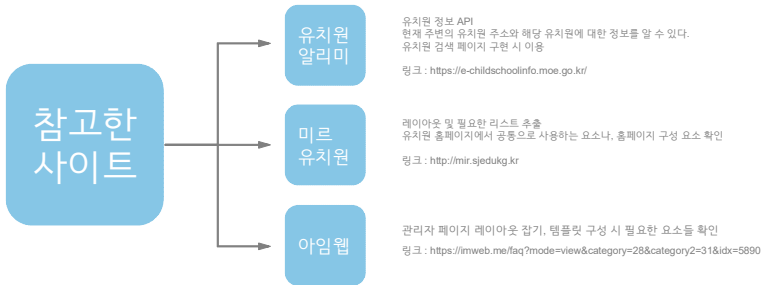 참고한
사이트
유치원
알리미
유치원 정보 API
현재 주변의 유치원 주소와 해당 유치원에 대한 정보를 알 수 있다.
유치원 검색 페이지 구현 시 이용
링크 : https://e-childschoolinfo.moe.go.kr/
미르
유치원
레이아웃 및 필요한 리스트 추출
유치원 홈페이지에서 공통으로 사용하는 요소나, 홈페이지 구성 요소 확인
링크 : http://mir.sjedukg.kr
아임웹
관리자 페이지 레이아웃 잡기, 템플릿 구성 시 필요한 요소들 확인
링크 : https://imweb.me/faq?mode=view&category=28&category2=31&idx=5890